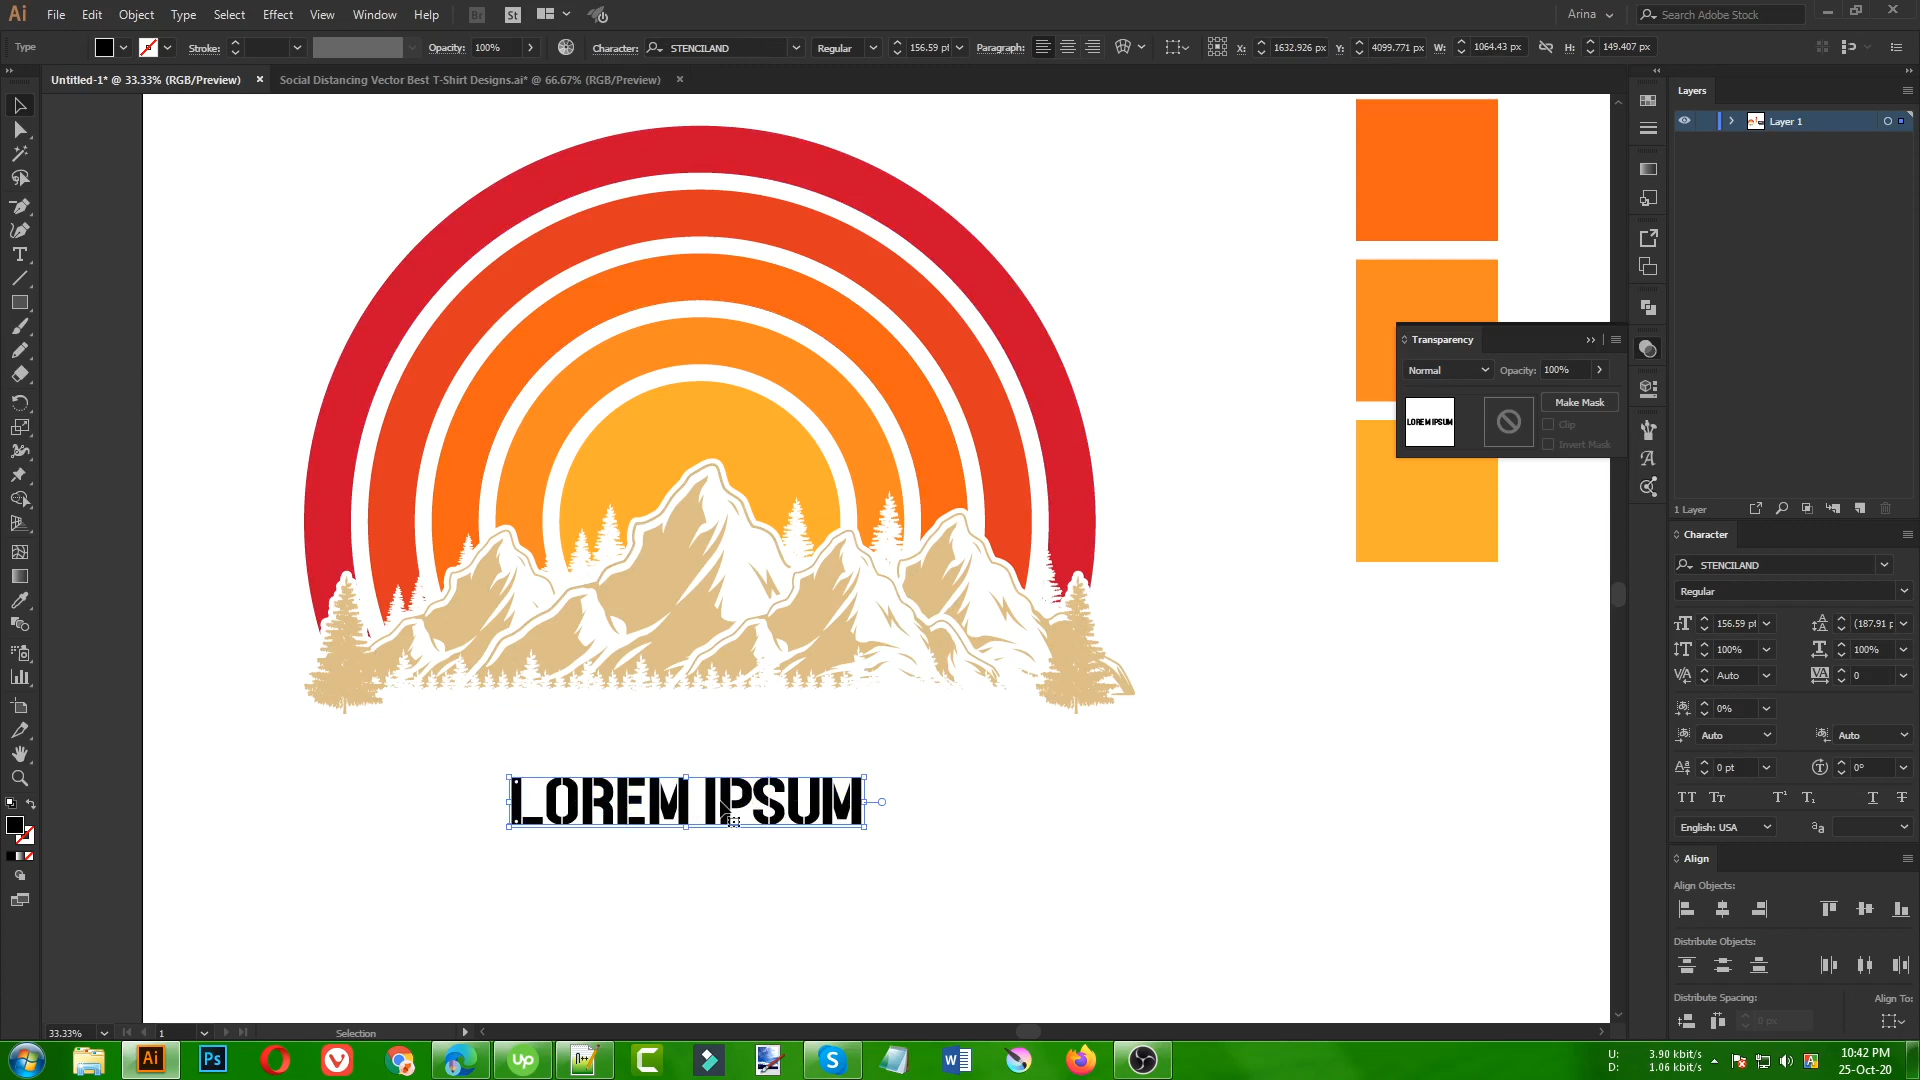 Ai File Edit Object Type Select Effect View Window Help Br St Arina Search Adobe Stock
Type Stroke: Opacity: 100% Character: STENCILAND Regular 156.59 pt Paragraph: X: 1632.926 px Y: 4099.771 px W: 1064.43 px H: 149.407 px
Untitled-1* @ 33.33% (RGB/Preview) × Social Distancing Vector Best T-Shirt Designs.ai* @ 66.67% (RGB/Preview) ×
Layers
Layer 1
Transparency
Normal Opacity: 100%
Make Mask
LOREM IPSUM
Clip
Invert Mask
1 Layer
Character
STENCILAND
Regular
156.59 pt (187.91 p
100% 100%
Auto 0
0%
Auto Auto
0 pt 0°
English: USA
LOREM IPSUM
Align
Align Objects:
Distribute Objects:
Distribute Spacing: Align To:
0 px
33.33% 1 Selection
Ai Ps up W
U: 3.90 kbit/s
D: 1.06 kbit/s
10:42 PM
25-Oct-20